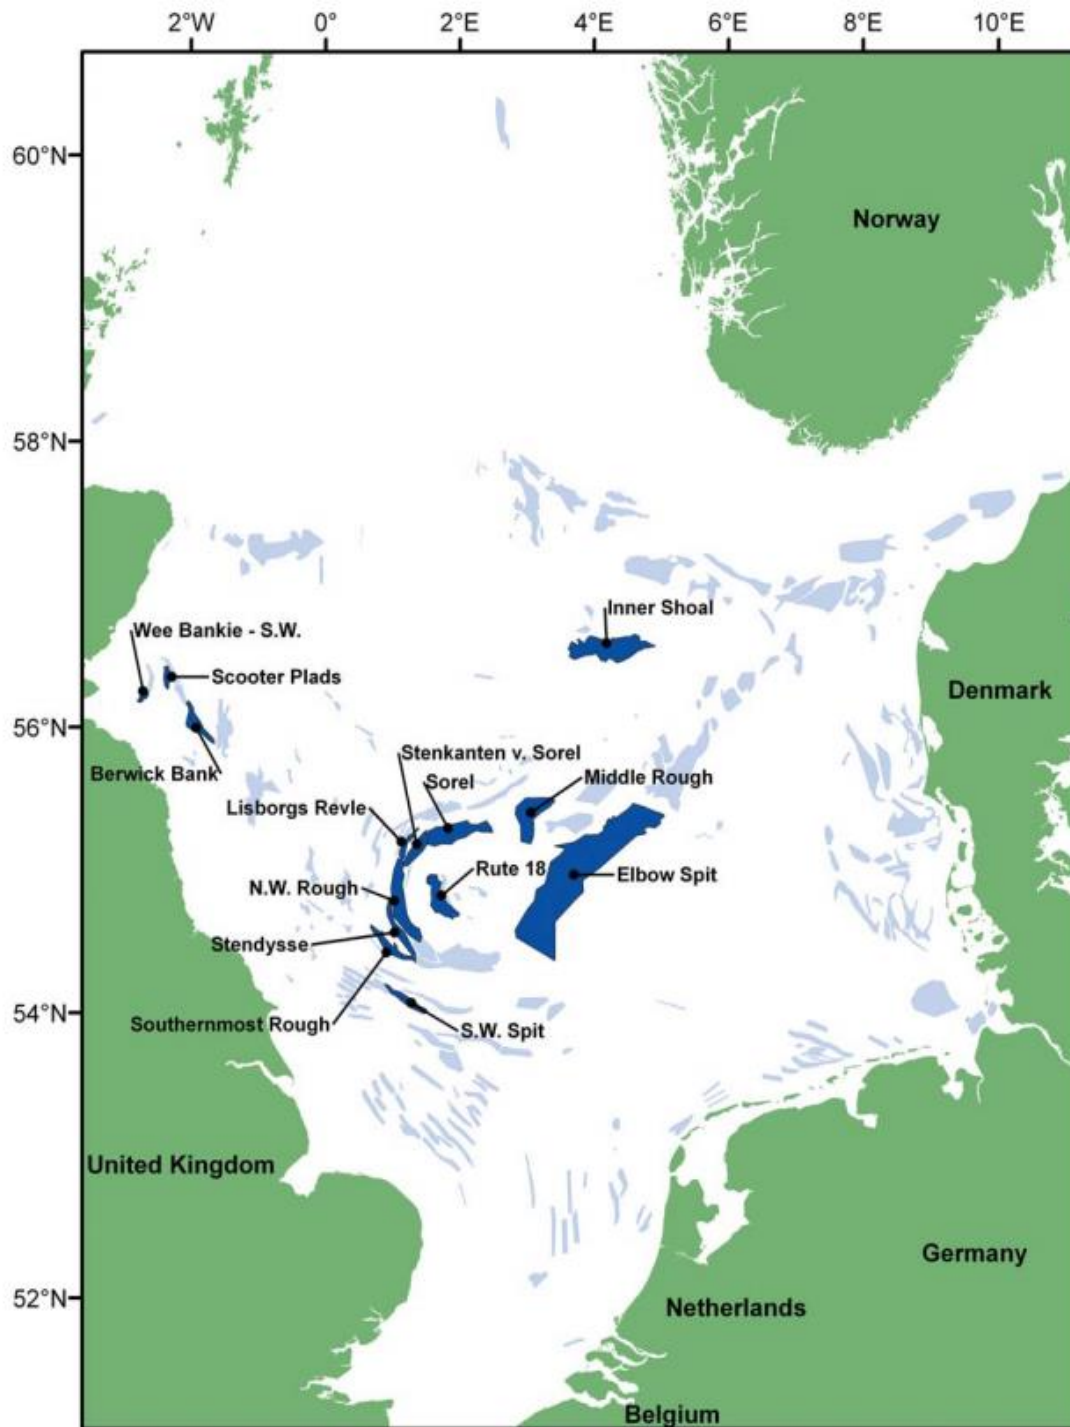 2°W 0° 2°E 4°E 6°E 8°E 10°E
60°N
Norway
58°N
Inner Shoal
Wee Bankie - S.W.
Scooter Plads
Denmark
56°N
Stenkanten v. Sorel
Berwick Bank
Sorel
Middle Rough
Lisborgs Revle
Rute 18
Elbow Spit
N.W. Rough
Stendysse
54°N
Southernmost Rough
S.W. Spit
United Kingdom
Germany
52°N
Netherlands
Belgium